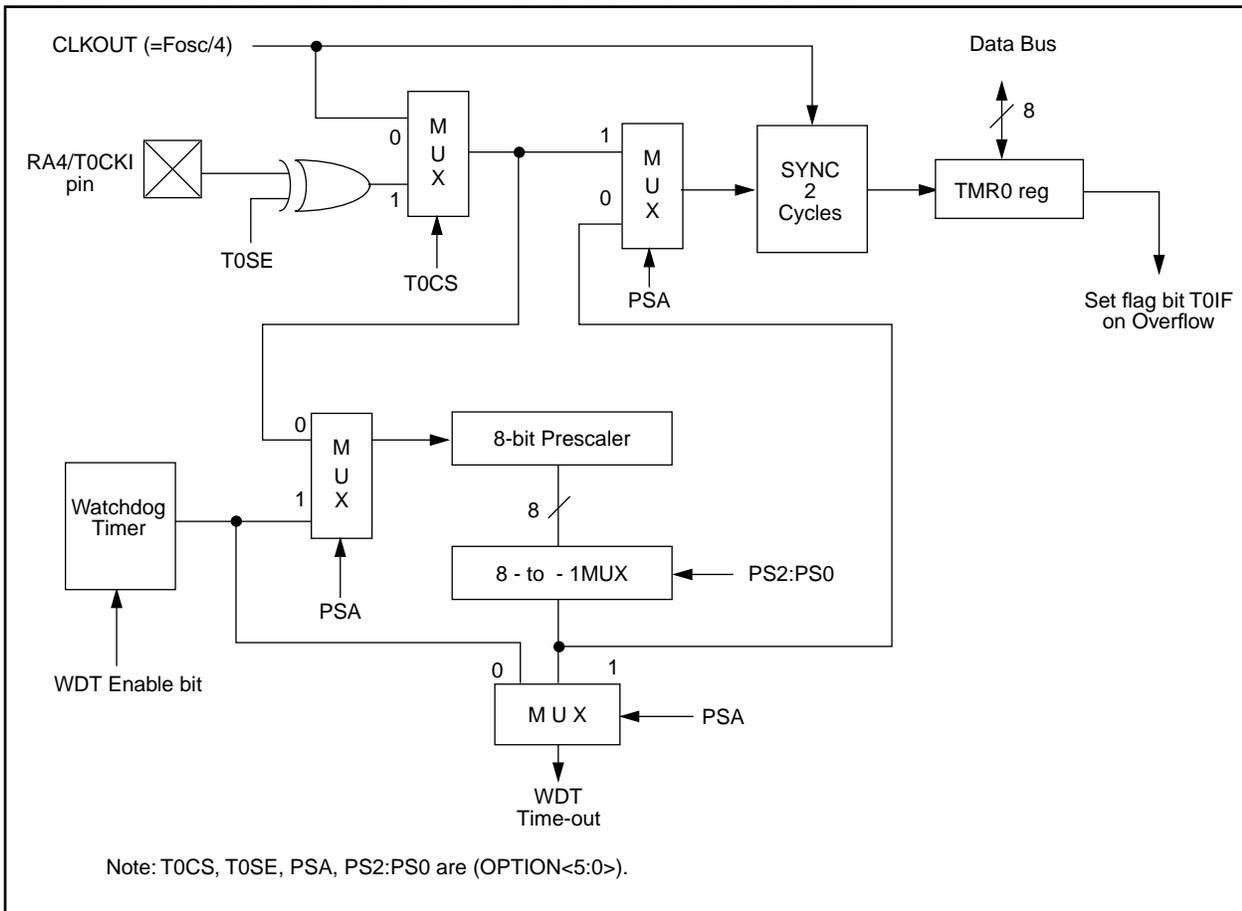 CLKOUT (=Fosc/4)
Data Bus
8
RA4/T0CKI
pin
0
1
M
U
X
T0SE
T0CS
1
0
M
U
X
PSA
SYNC
2
Cycles
TMR0 reg
Set flag bit T0IF
on Overflow
0
1
M
U
X
PSA
8-bit Prescaler
Watchdog
Timer
8
8 - to - 1MUX
PS2:PS0
WDT Enable bit
0
1
M U X
PSA
WDT
Time-out
Note: T0CS, T0SE, PSA, PS2:PS0 are (OPTION<5:0>).